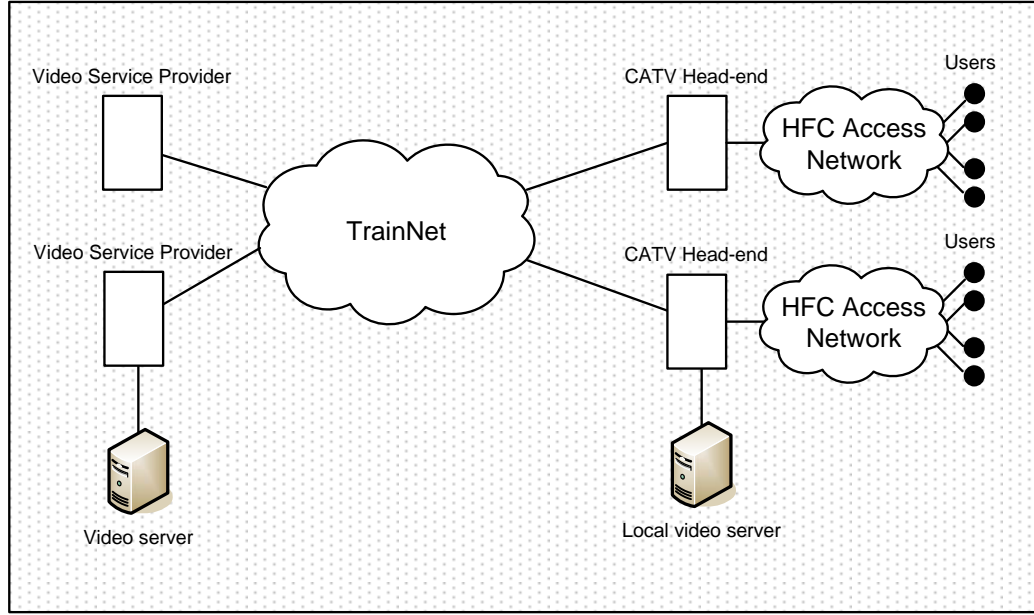 Video Service Provider
CATV Head-end
Users
HFC Access
Network
TrainNet
Video Service Provider
CATV Head-end
Users
HFC Access
Network
Video server
Local video server